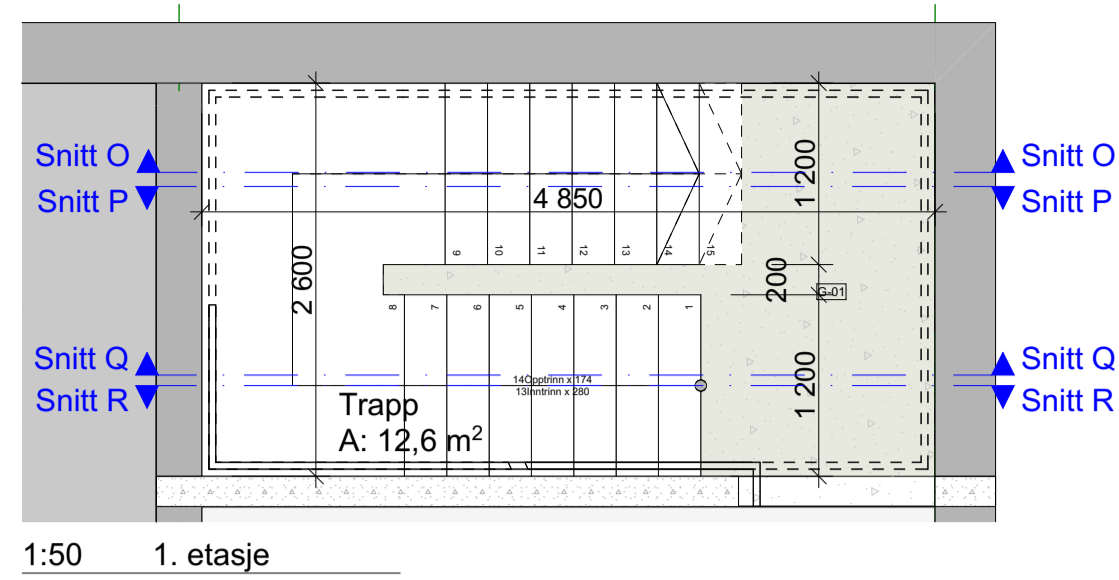 Snitt O
Snitt O
Snitt P
Snitt P
4 850
1 200
9
10
11
12
13
14
15
2 600
200
G-01
8
7
6
5
4
3
2
1
Snitt Q
Snitt Q
Snitt R
Snitt R
14Opptrinn x 174
13Inntrinn x 280
1 200
Trapp
A: 12,6 m²
1:50 1. etasje